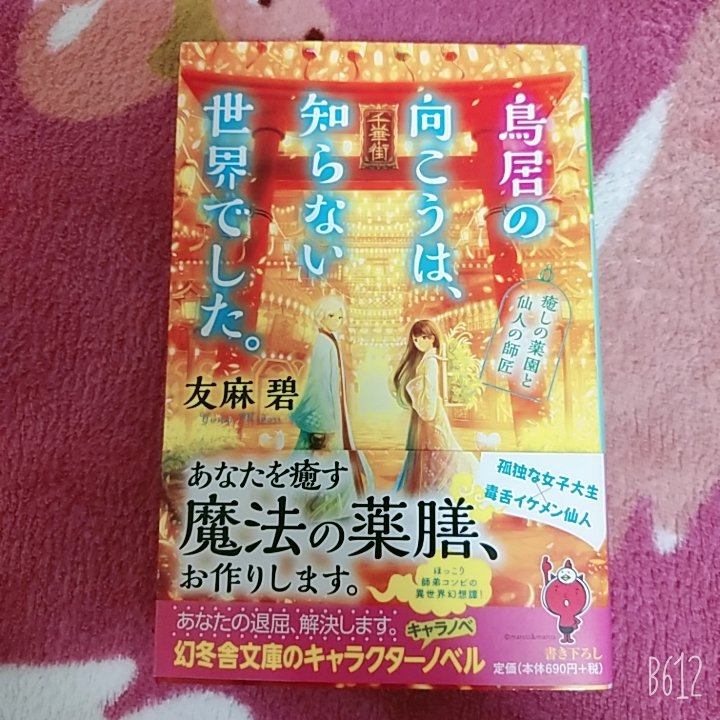 鳥居の
向こうは、
知らない
世界でした。
千華街
癒しの薬園と
仙人の師匠
友麻 碧
あなたを癒す
魔法の薬膳、
お作りします。
孤独な女子大生
×
毒舌イケメン仙人
ほっこり
師弟コンビの
異世界幻想譚!
あなたの退屈、解決します。
キャラノベ
幻冬舎文庫のキャラクターノベル
書き下ろし
定価(本体690円+税)
B612